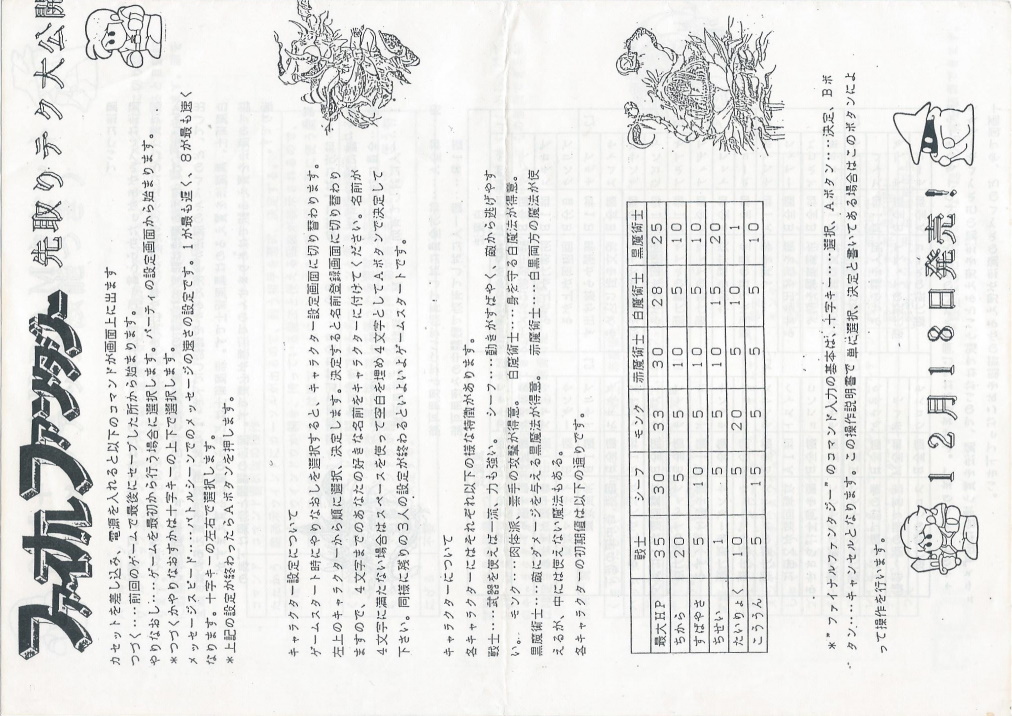 ファイナルファンタジー 先取りテク大公開
カセットを差し込み、電源を入れると以下のコマンドが画面上に出ます
つづく‥‥前回のゲームで最後にセーブした所から始まります。
やりなおし‥‥ゲームを最初から行う場合に選択します。パーティの設定画面から始まります。
*つづくかやりなおすかは十字キーの上下で選択します。
メッセージスピード‥‥バトルシーンでのメッセージの速さの設定です。1が最も遅く、8が最も速く
なります。十字キーの左右で選択します。
*上記の設定が終わったらAボタンを押します。
キャラクター設定について
ゲームスタート時にやりなおしを選択すると、キャラクター設定画面に切り替わります。
左上のキャラクターから順に選択、決定します。決定すると名前登録画面に切り替わり
ますので、4文字までのあなたの好きな名前をキャラクターに付けてください。名前が
4文字に満たない場合はスペースを使って空白を埋め4文字としてAボタンで決定して
下さい。同様に残りの3人の設定が終わるといよいよゲームスタートです。
キャラクターについて
各キャラクターにはそれぞれ以下の様な特徴があります。
戦士‥‥武器を使えば一流、力も強い。 シーフ‥‥動きがすばやく、敵から逃げやす
い。 モンク‥‥肉体派、素手の攻撃が得意。 白魔術士‥‥身を守る白魔法が得意。
黒魔術士‥‥敵にダメージを与える黒魔法が得意。 赤魔術士‥‥白黒両方の魔法が使
えるが、中には使えない魔法もある。
各キャラクターの初期値は以下の通りです。
戦士 シーフ モンク 赤魔術士 白魔術士 黒魔術士
最大HP 35 30 33 30 28 25
ちから 20 5 5 10 5 10
すばやさ 5 10 5 10 5 10
ちせい 1 5 5 10 15 20
たいりょく 10 5 20 5 10 1
こううん 5 15 5 5 5 10
*"ファイナルファンタジー"のコマンド入力の基本は、十字キー‥‥選択、Aボタン‥‥決定、Bボ
タン‥‥キャンセルとなります。この操作説明書で単に選択、決定と書いてある場合はこのボタンによ
って操作を行います。
12月18日発売!